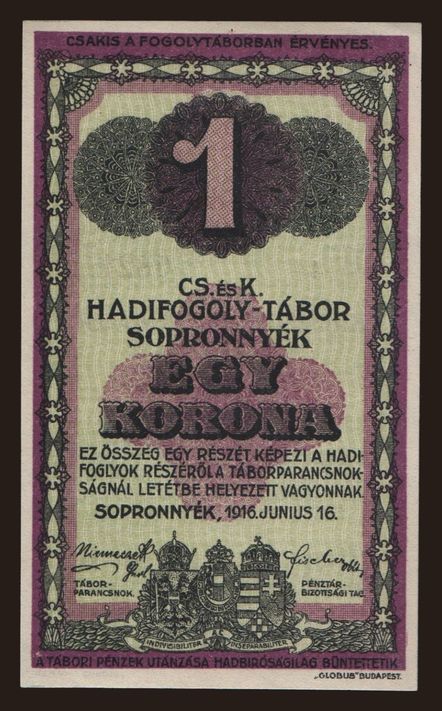 CSAKIS A FOGOLYTÁBORBAN ÉRVÉNYES.
1
CS. ÉS K.
HADIFOGOLY-TÁBOR
SOPRONNYÉK
EGY
KORONA
EZ ÖSSZEG EGY RÉSZÉT KÉPEZI A HADI-
FOGLYOK RÉSZÉRŐL A TÁBORPARANCSNOK-
SÁGNÁL LETÉTBE HELYEZETT VAGYONNAK.
SOPRONNYÉK, 1916. JUNIUS 16.
TÁBOR-
PARANCSNOK.
PÉNZTÁR-
BIZOTTSÁGI TAG.
INDIVISIBILITER AC INSEPARABILITER
A TÁBORI PÉNZEK UTÁNZÁSA HADBIRÓSÁGILAG BÜNTETTETIK
„GLOBUS" BUDAPEST.